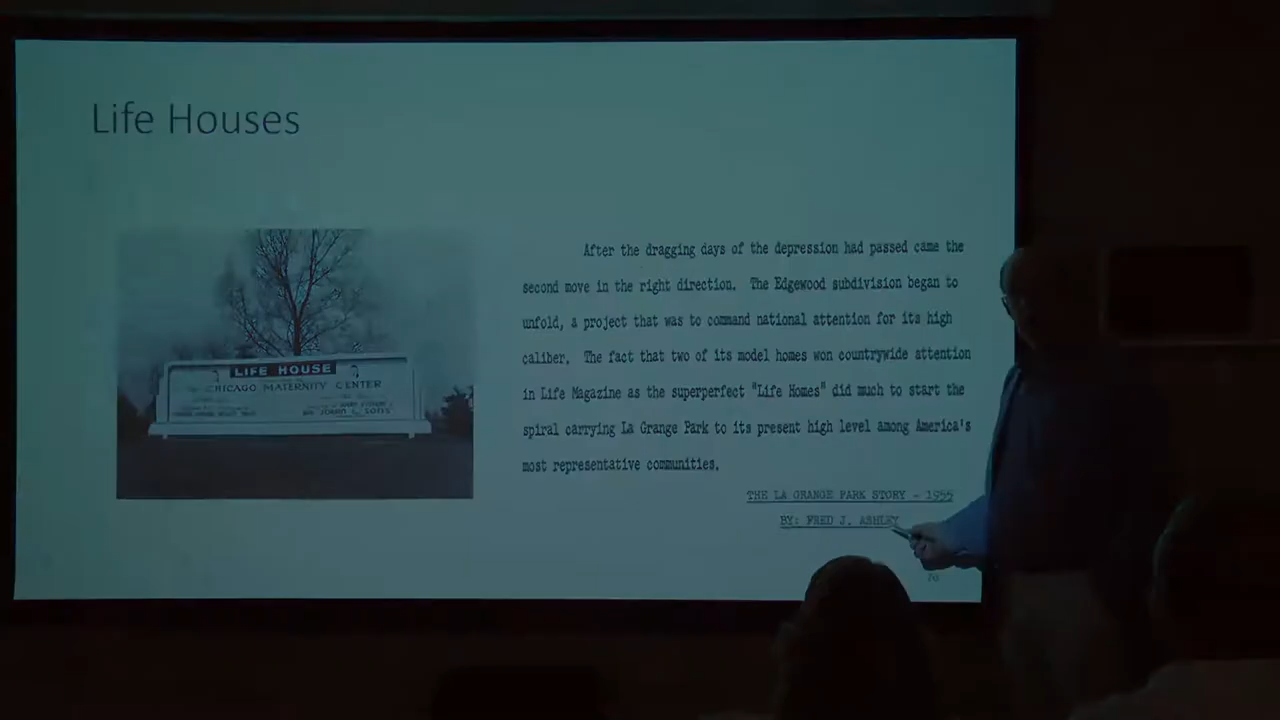 Life Houses
LIFE HOUSE
CHICAGO MATERNITY CENTER
After the dragging days of the depression had passed came the
second move in the right direction. The Edgewood subdivision began to
unfold, a project that was to command national attention for its high
caliber. The fact that two of its model homes won countrywide attention
in Life Magazine as the superperfect "Life Homes" did much to start the
spiral carrying La Grange Park to its present high level among America's
most representative communities.
THE LA GRANGE PARK STORY - 1955
BY: FRED J. ASHLEY
70